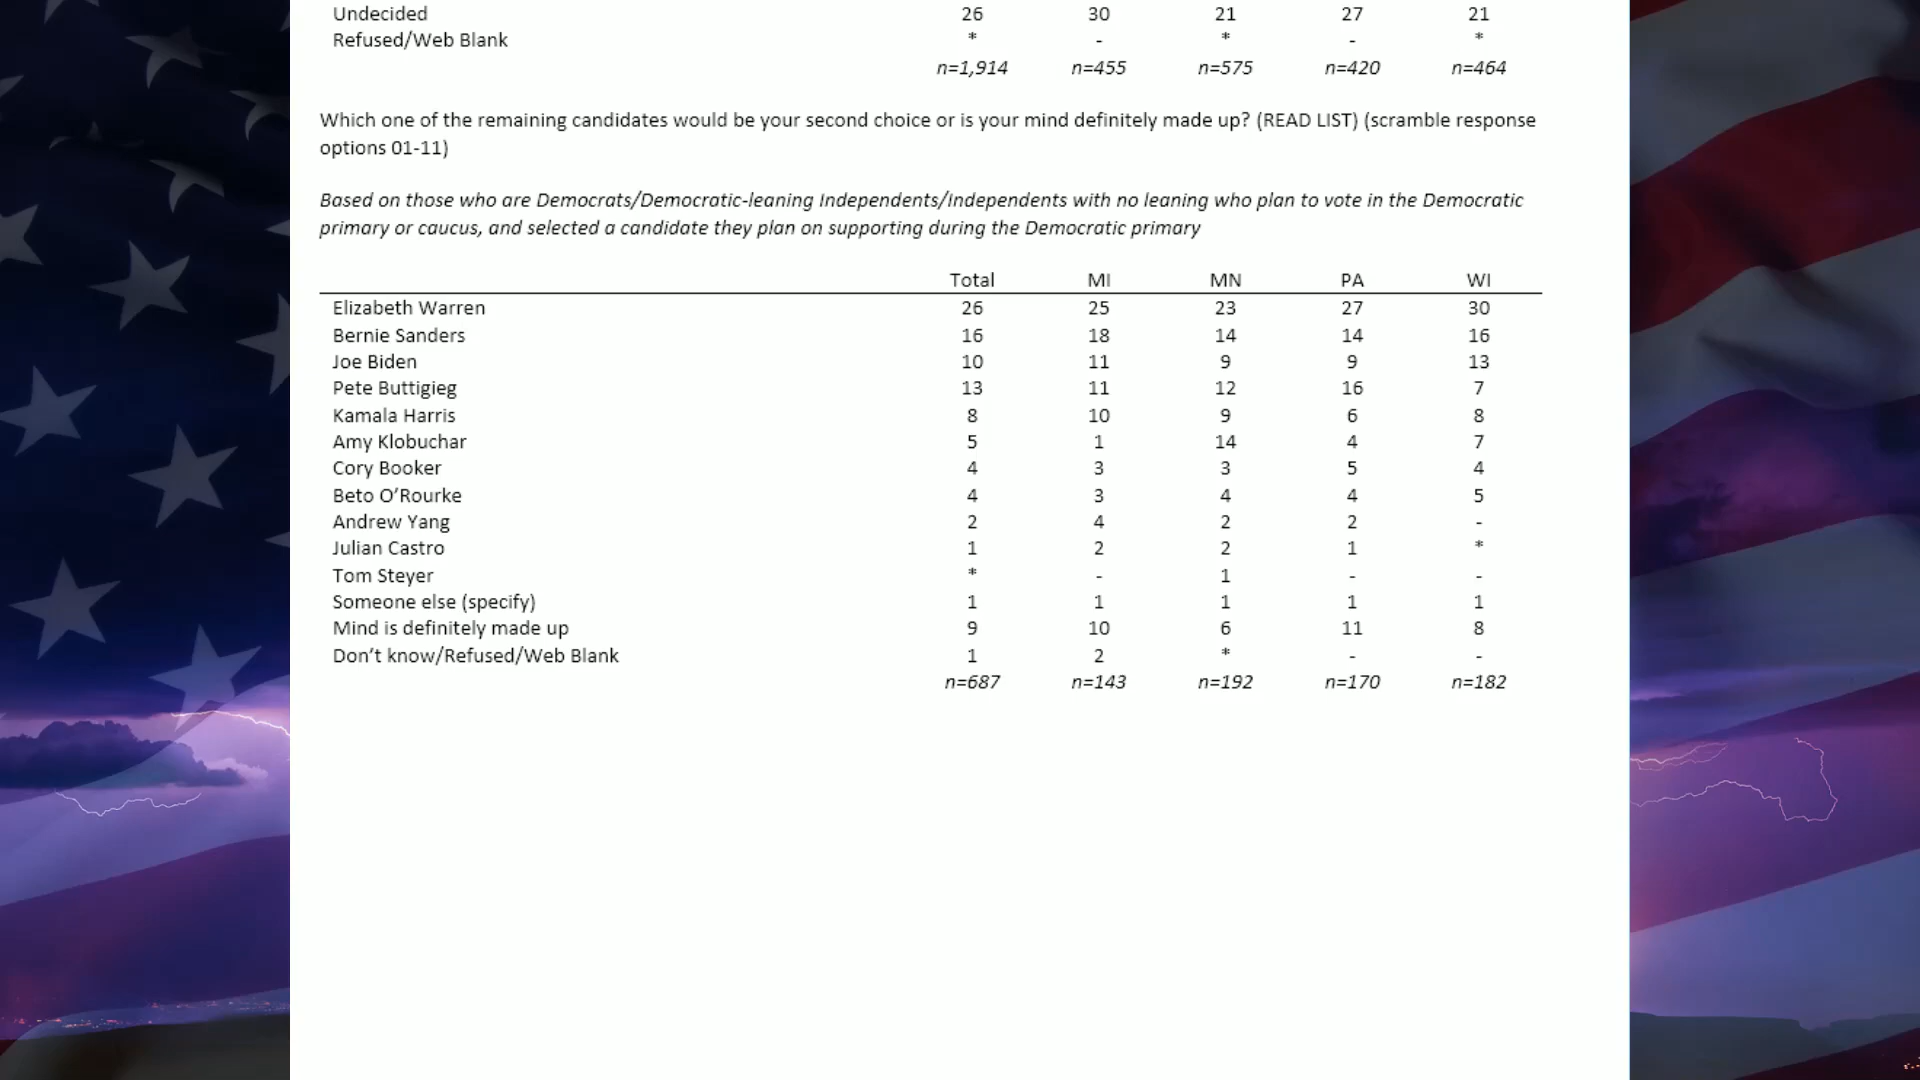 Undecided 26 30 21 27 21
Refused/Web Blank * - * - *
n=1,914 n=455 n=575 n=420 n=464
Which one of the remaining candidates would be your second choice or is your mind definitely made up? (READ LIST) (scramble response
options 01-11)
Based on those who are Democrats/Democratic-leaning Independents/Independents with no leaning who plan to vote in the Democratic
primary or caucus, and selected a candidate they plan on supporting during the Democratic primary
Total MI MN PA WI
Elizabeth Warren 26 25 23 27 30
Bernie Sanders 16 18 14 14 16
Joe Biden 10 11 9 9 13
Pete Buttigieg 13 11 12 16 7
Kamala Harris 8 10 9 6 8
Amy Klobuchar 5 1 14 4 7
Cory Booker 4 3 3 5 4
Beto O’Rourke 4 3 4 4 5
Andrew Yang 2 4 2 2 -
Julian Castro 1 2 2 1 *
Tom Steyer * - 1 - -
Someone else (specify) 1 1 1 1 1
Mind is definitely made up 9 10 6 11 8
Don’t know/Refused/Web Blank 1 2 * - -
n=687 n=143 n=192 n=170 n=182